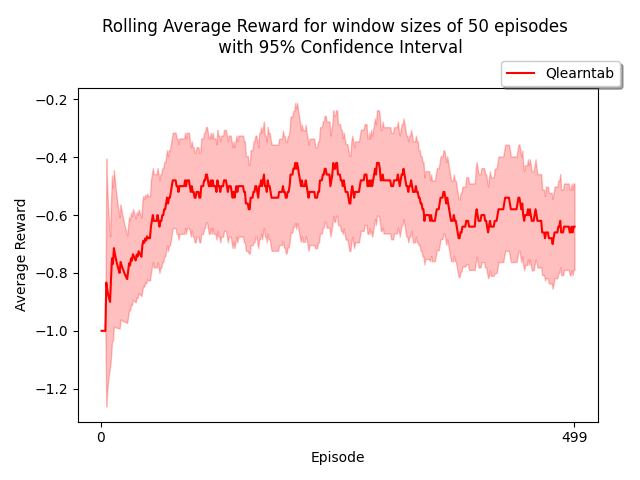 Rolling Average Reward for window sizes of 50 episodes
with 95% Confidence Interval
Qlearntab
−0.2
−0.4
−0.6
−0.8
−1.0
−1.2
Average Reward
0
499
Episode